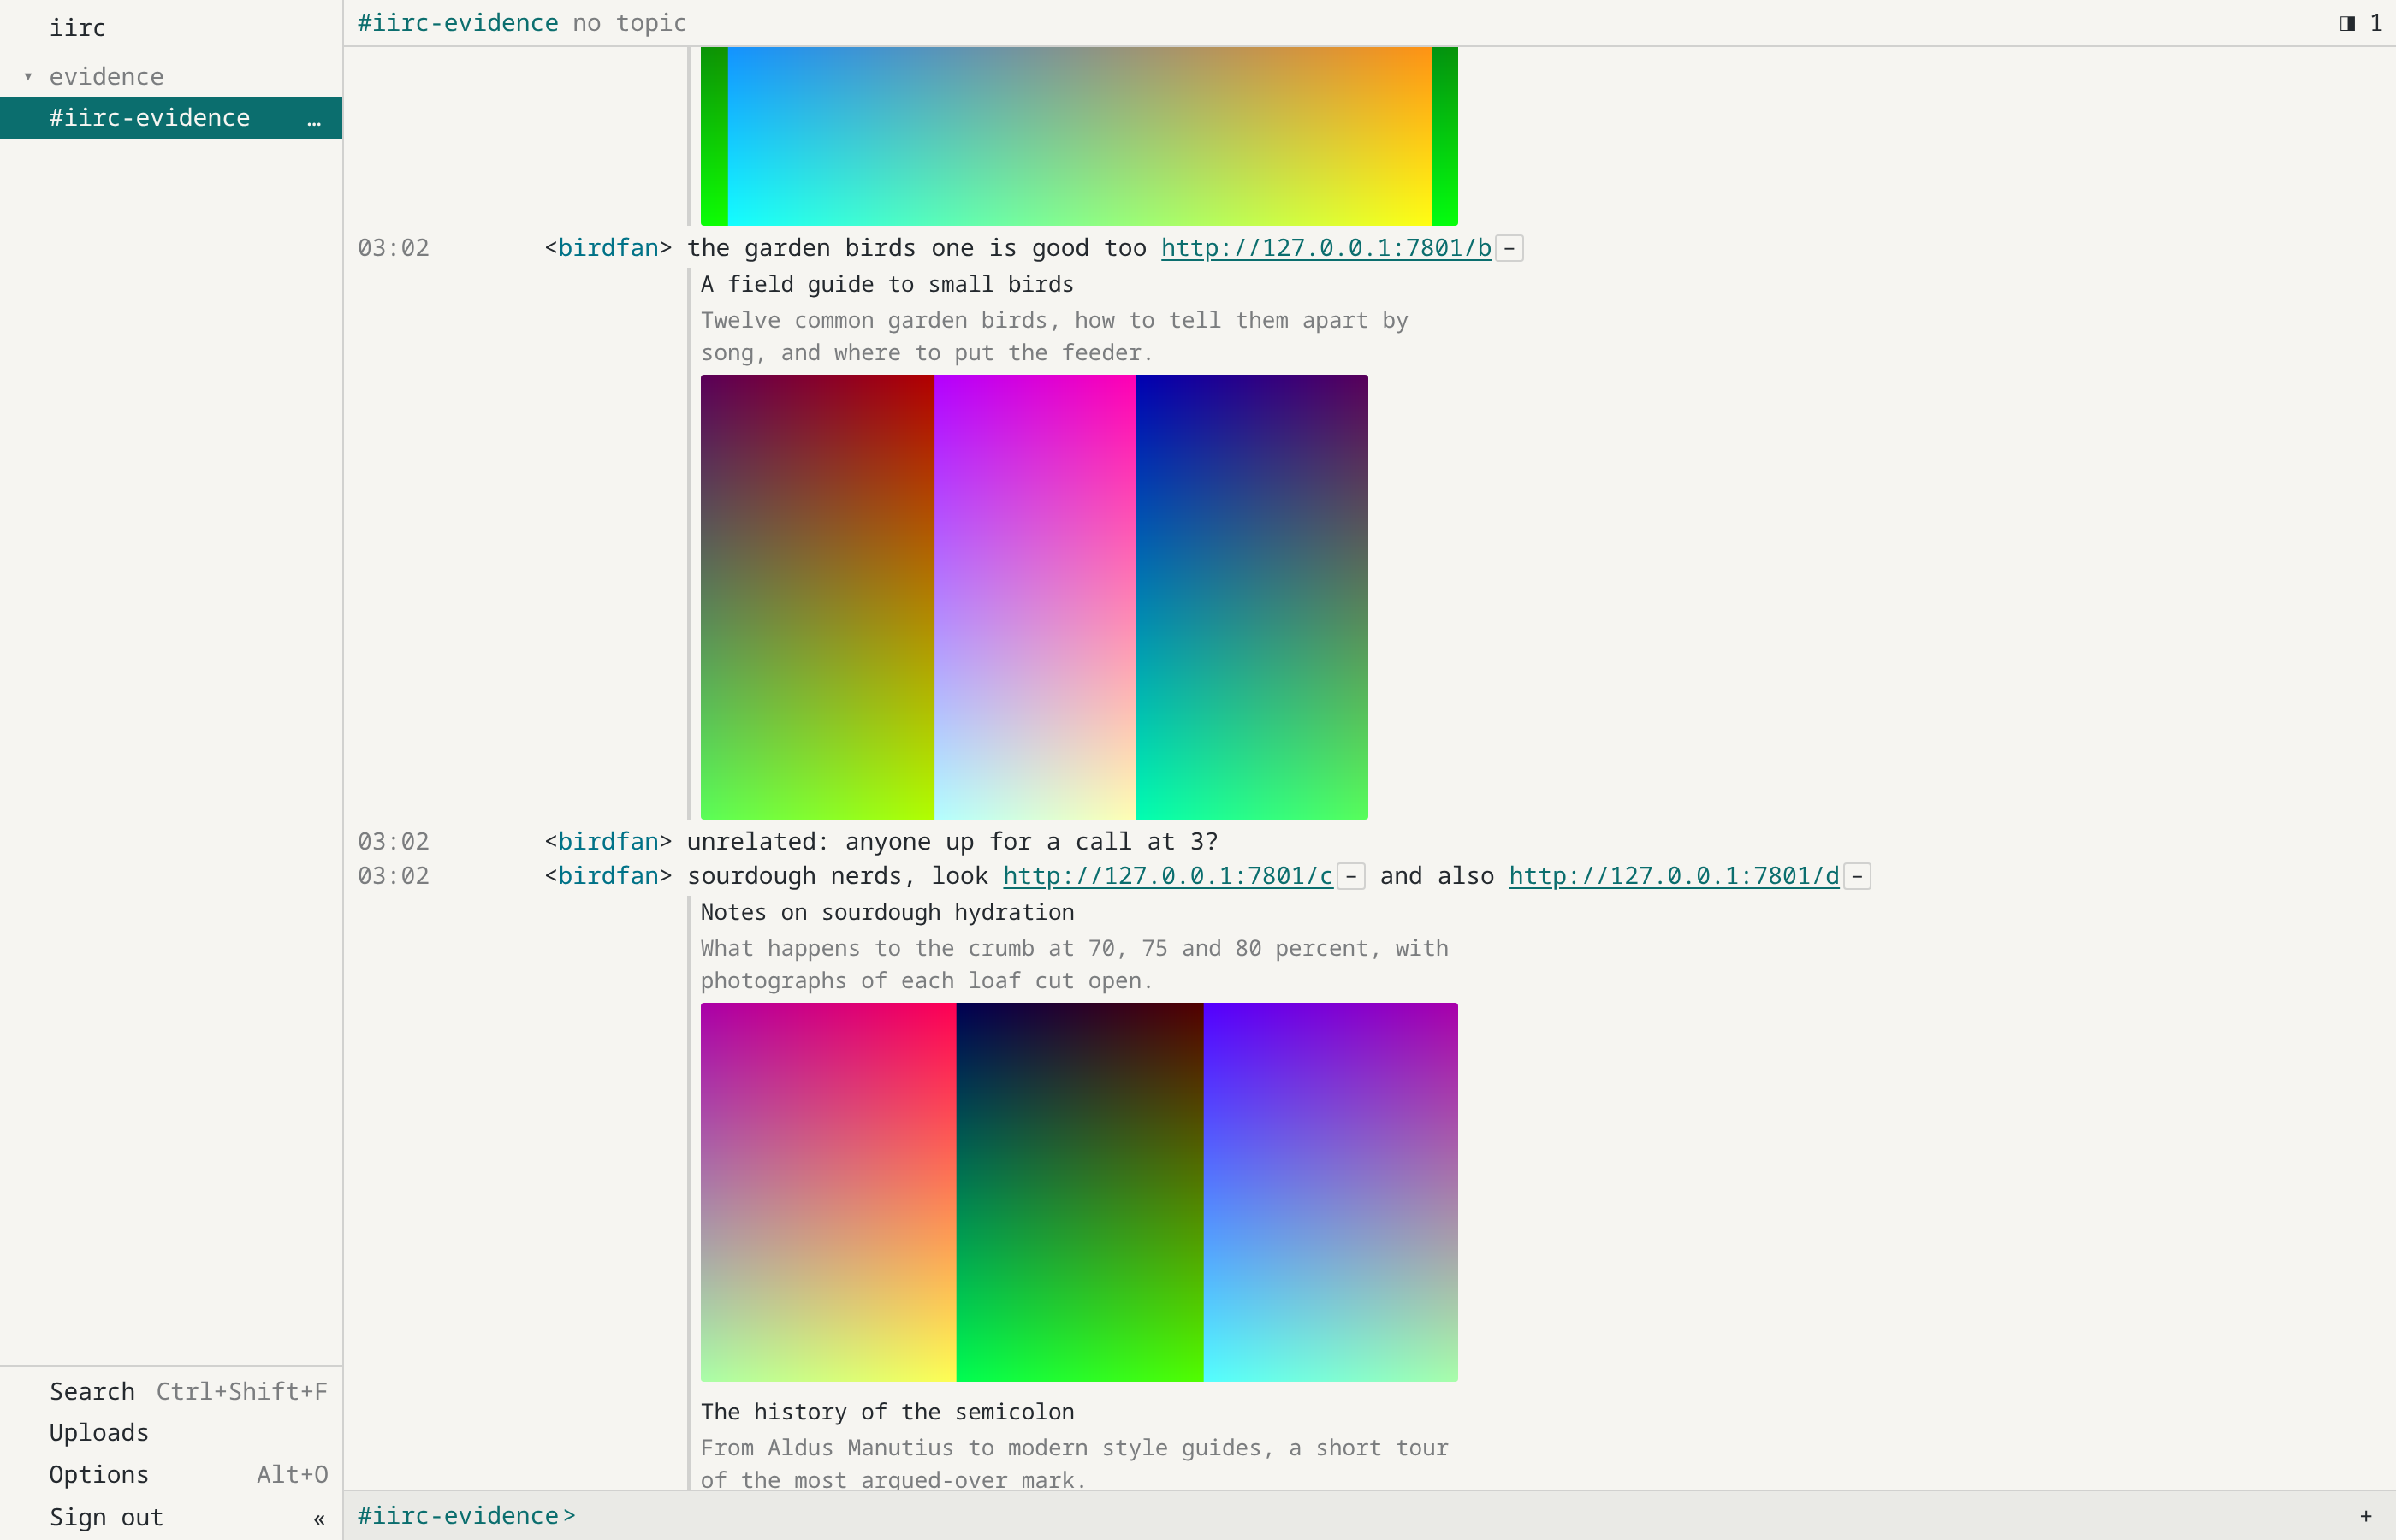 iirc
▾ evidence
#iirc-evidence …
#iirc-evidence no topic ◨ 1
03:02 <birdfan> the garden birds one is good too http://127.0.0.1:7801/b −
A field guide to small birds
Twelve common garden birds, how to tell them apart by
song, and where to put the feeder.
03:02 <birdfan> unrelated: anyone up for a call at 3?
03:02 <birdfan> sourdough nerds, look http://127.0.0.1:7801/c − and also http://127.0.0.1:7801/d −
Notes on sourdough hydration
What happens to the crumb at 70, 75 and 80 percent, with
photographs of each loaf cut open.
The history of the semicolon
From Aldus Manutius to modern style guides, a short tour
of the most argued-over mark.
Search Ctrl+Shift+F
Uploads
Options Alt+O
Sign out «
#iirc-evidence> +